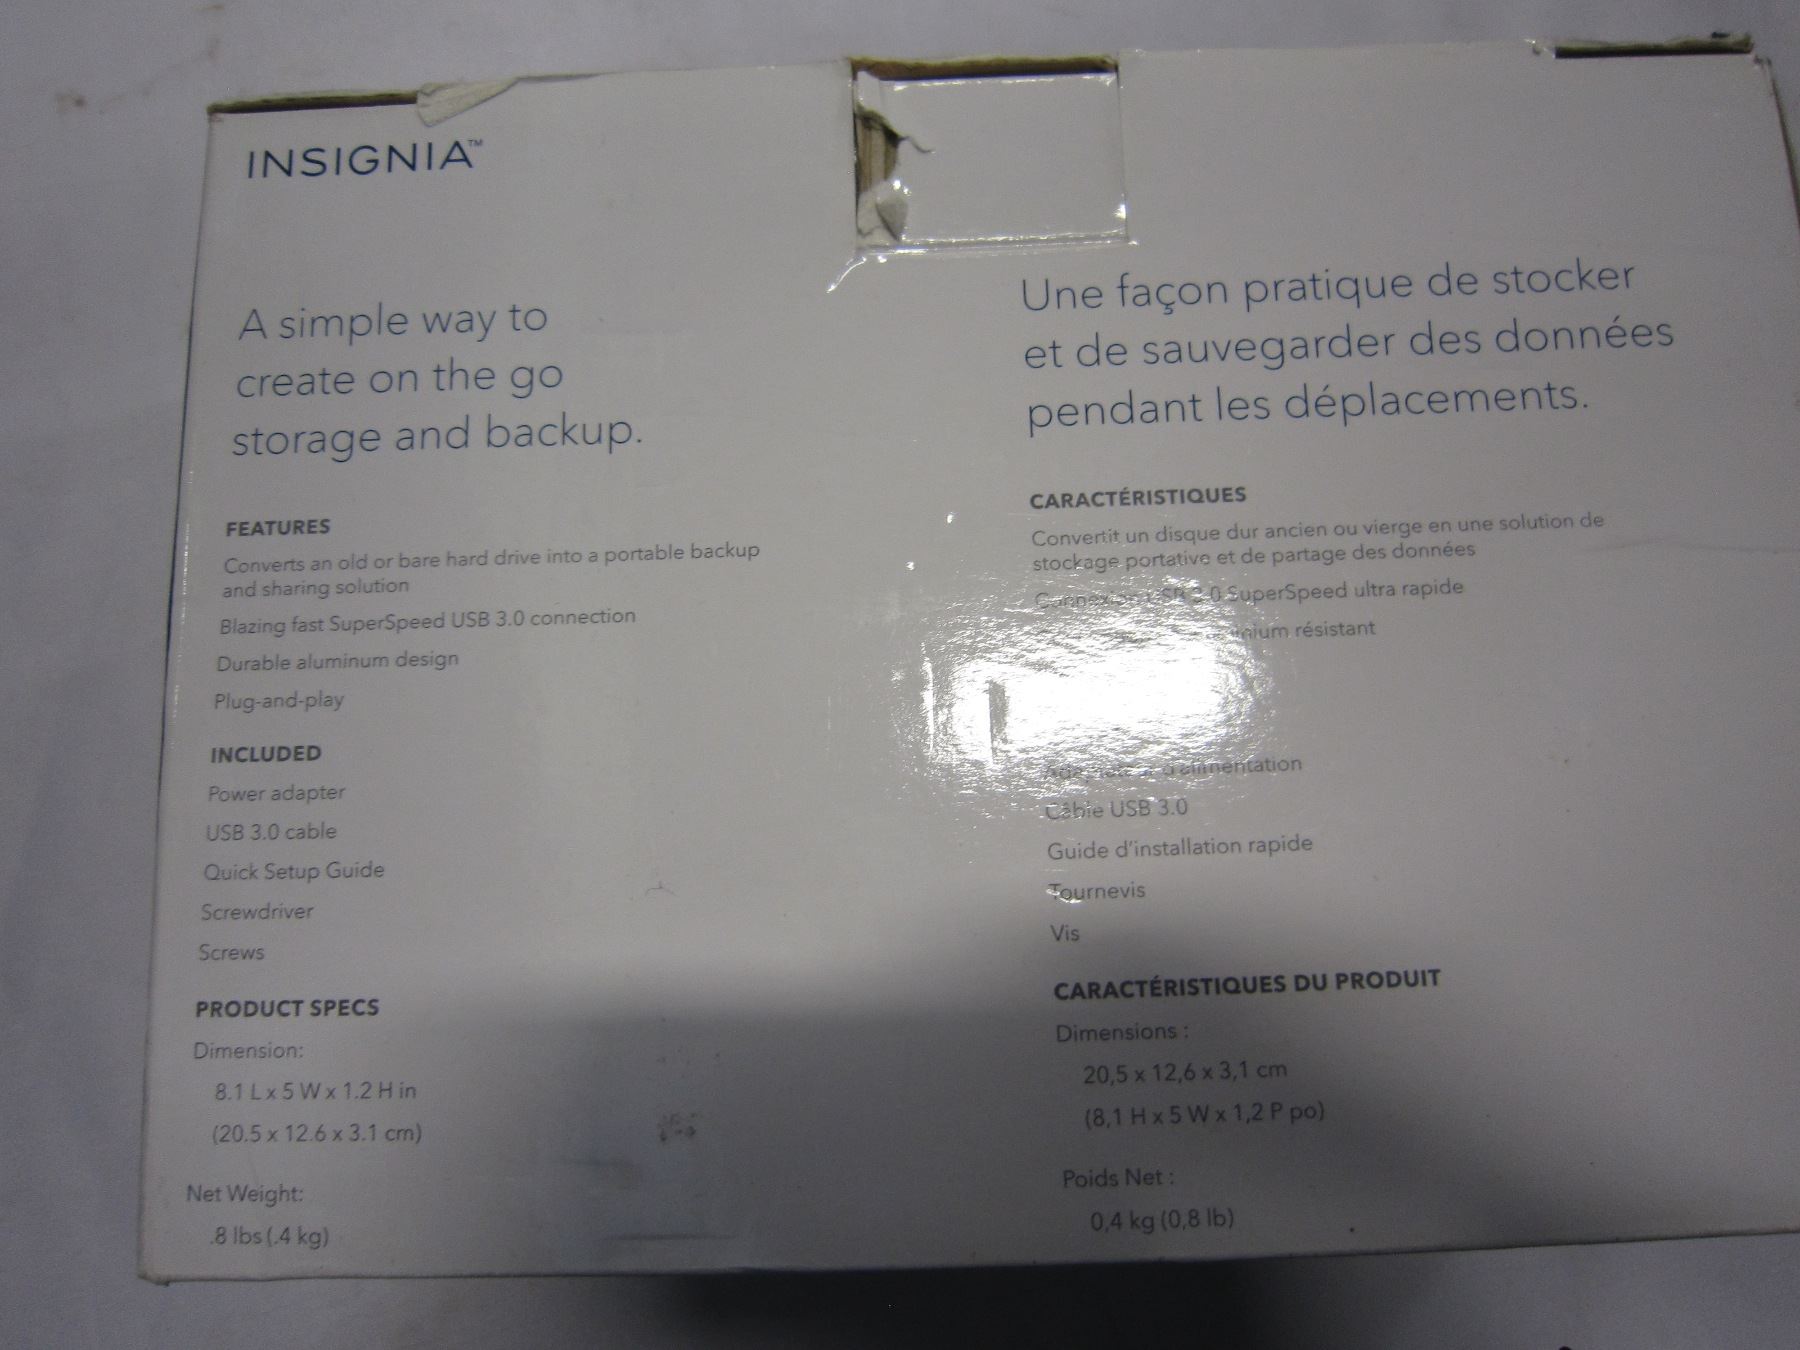 INSIGNIA™
A simple way to
create on the go
storage and backup.
FEATURES
Converts an old or bare hard drive into a portable backup
and sharing solution
Blazing fast SuperSpeed USB 3.0 connection
Durable aluminum design
Plug-and-play
INCLUDED
Power adapter
USB 3.0 cable
Quick Setup Guide
Screwdriver
Screws
PRODUCT SPECS
Dimension:
8.1 L x 5 W x 1.2 H in
(20.5 x 12.6 x 3.1 cm)
Net Weight:
.8 lbs (.4 kg)
Une façon pratique de stocker
et de sauvegarder des données
pendant les déplacements.
CARACTÉRISTIQUES
Convertit un disque dur ancien ou vierge en une solution de
stockage portative et de partage des données
Connexion USB 3.0 SuperSpeed ultra rapide
résistant
Adaptateur d'alimentation
Câble USB 3.0
Guide d'installation rapide
Tournevis
Vis
CARACTÉRISTIQUES DU PRODUIT
Dimensions :
20,5 x 12,6 x 3,1 cm
(8,1 H x 5 W x 1,2 P po)
Poids Net :
0,4 kg (0,8 lb)